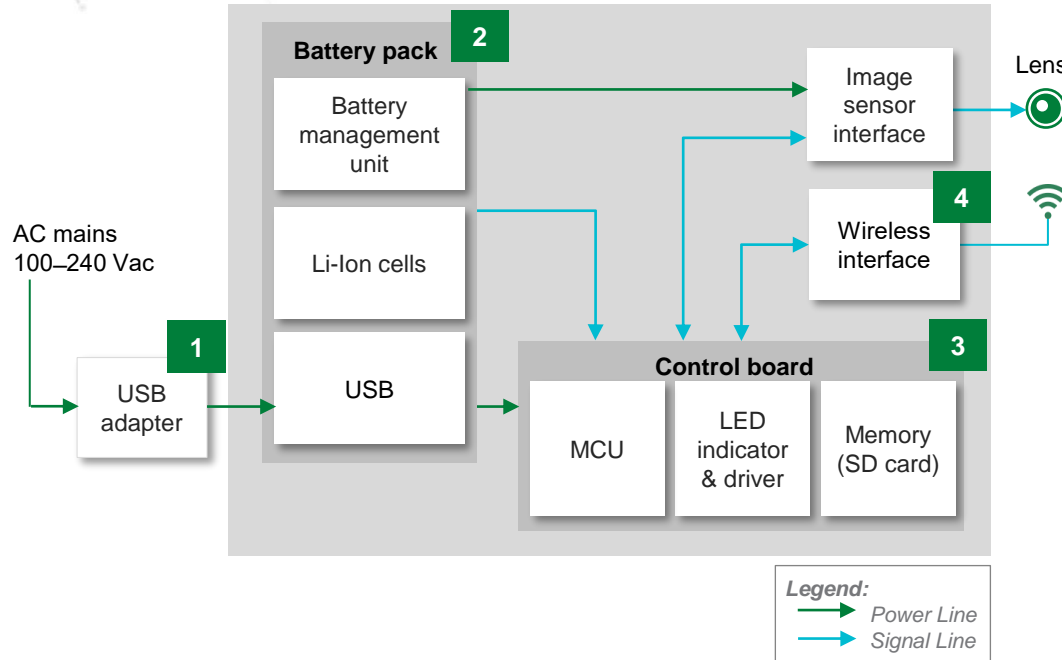 Battery pack
2
Battery
management
unit
Li-Ion cells
USB
AC mains
100–240 Vac
1
USB
adapter
Image
sensor
interface
Lens
4
Wireless
interface
3
Control board
MCU
LED
indicator
& driver
Memory
(SD card)
Legend:
Power Line
Signal Line